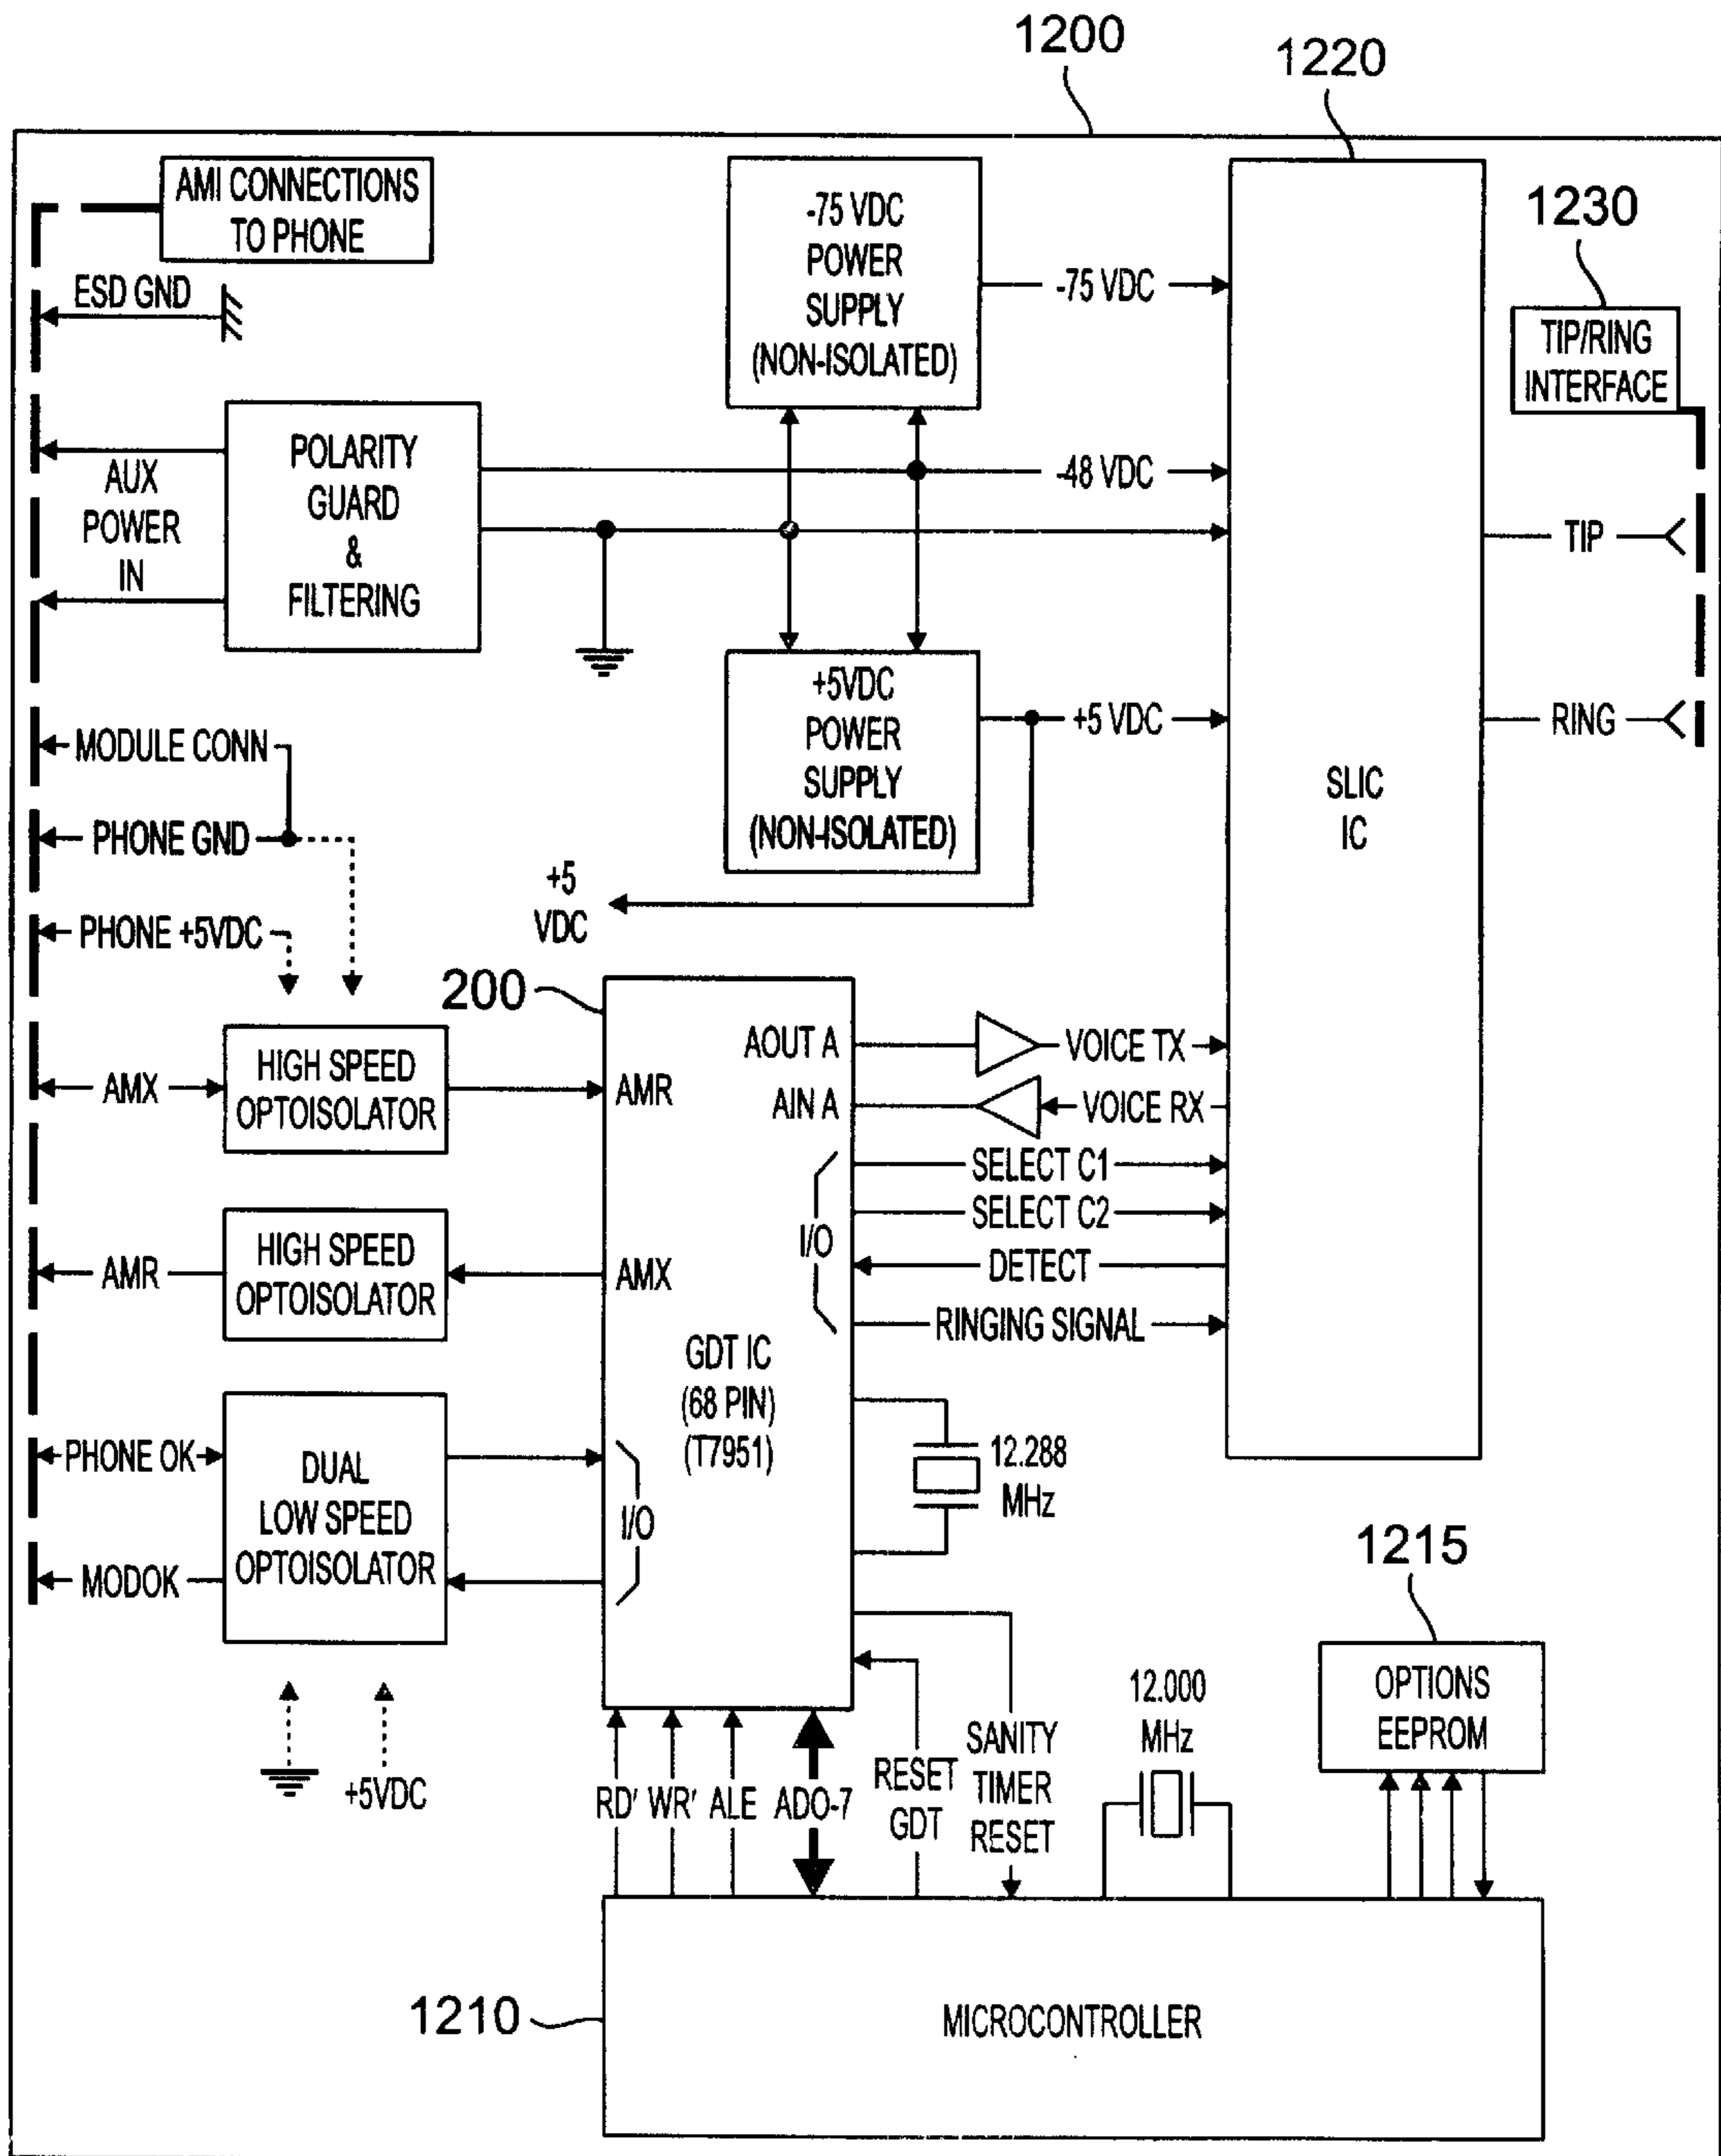 1200
1220
AMI CONNECTIONS
TO PHONE
-75 VDC
POWER
SUPPLY
(NON-ISOLATED)
1230
ESD GND
-75 VDC
TIP/RING
INTERFACE
POLARITY
GUARD
&
FILTERING
AUX
POWER
IN
-48 VDC
TIP
+5VDC
POWER
SUPPLY
(NON-ISOLATED)
+5 VDC
RING
MODULE CONN
SLIC
IC
PHONE GND
+5
VDC
PHONE +5VDC
200
HIGH SPEED
OPTOISOLATOR
AMX
AMR
AOUT A
VOICE TX
AIN A
VOICE RX
SELECT C1
SELECT C2
I/O
DETECT
RINGING SIGNAL
HIGH SPEED
OPTOISOLATOR
AMR
AMX
GDT IC
(68 PIN)
(T7951)
12.288
MHz
PHONE OK
DUAL
LOW SPEED
OPTOISOLATOR
I/O
MODOK
1215
OPTIONS
EEPROM
12.000
MHz
+5VDC
RD'
WR'
ALE
ADO-7
RESET
GDT
SANITY
TIMER
RESET
1210
MICROCONTROLLER